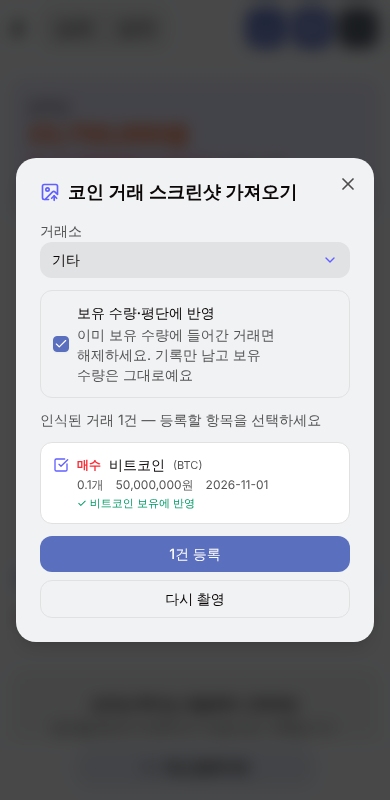 코인 거래 스크린샷 가져오기
거래소
기타
보유 수량·평단에 반영
이미 보유 수량에 들어간 거래면
해제하세요. 기록만 남고 보유
수량은 그대로예요
인식된 거래 1건 — 등록할 항목을 선택하세요
매수 비트코인 (BTC)
0.1개 50,000,000원 2026-11-01
✓ 비트코인 보유에 반영
1건 등록
다시 촬영